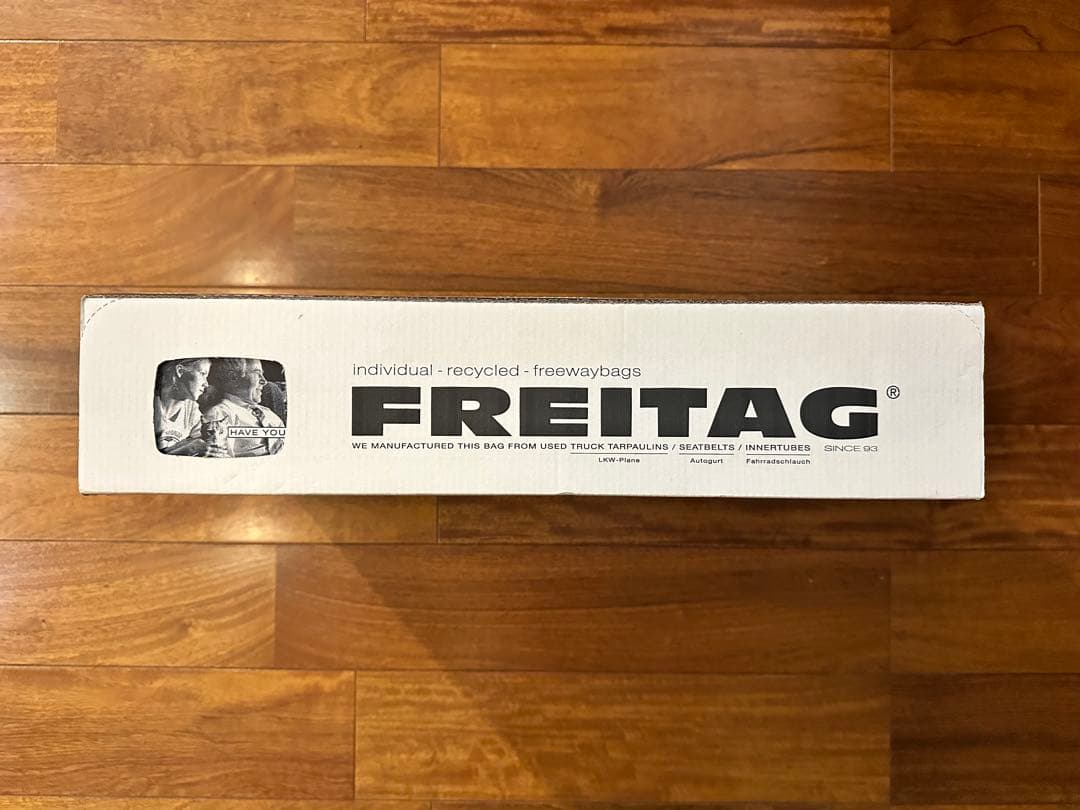 HAVE YOU
individual - recycled - freewaybags
FREITAG®
WE MANUFACTURED THIS BAG FROM USED TRUCK TARPAULINS / SEATBELTS / INNERTUBES SINCE 93
LKW-Plane Autogurt Fahrradschlauch